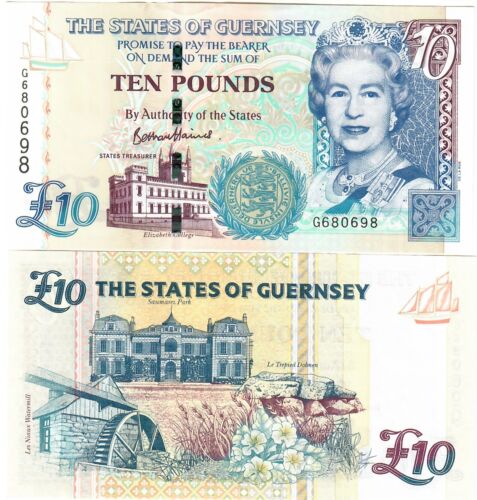 THE STATES OF GUERNSEY
PROMISE TO PAY THE BEARER
ON DEMAND THE SUM OF
10
TEN POUNDS
By Authority of the States
G680698
STATES TREASURER
£10
Elizabeth College
G680698
£10
THE STATES OF GUERNSEY
Sausmarez Park
Le Trepied Dolmen
Les Niaux Watermill
£10